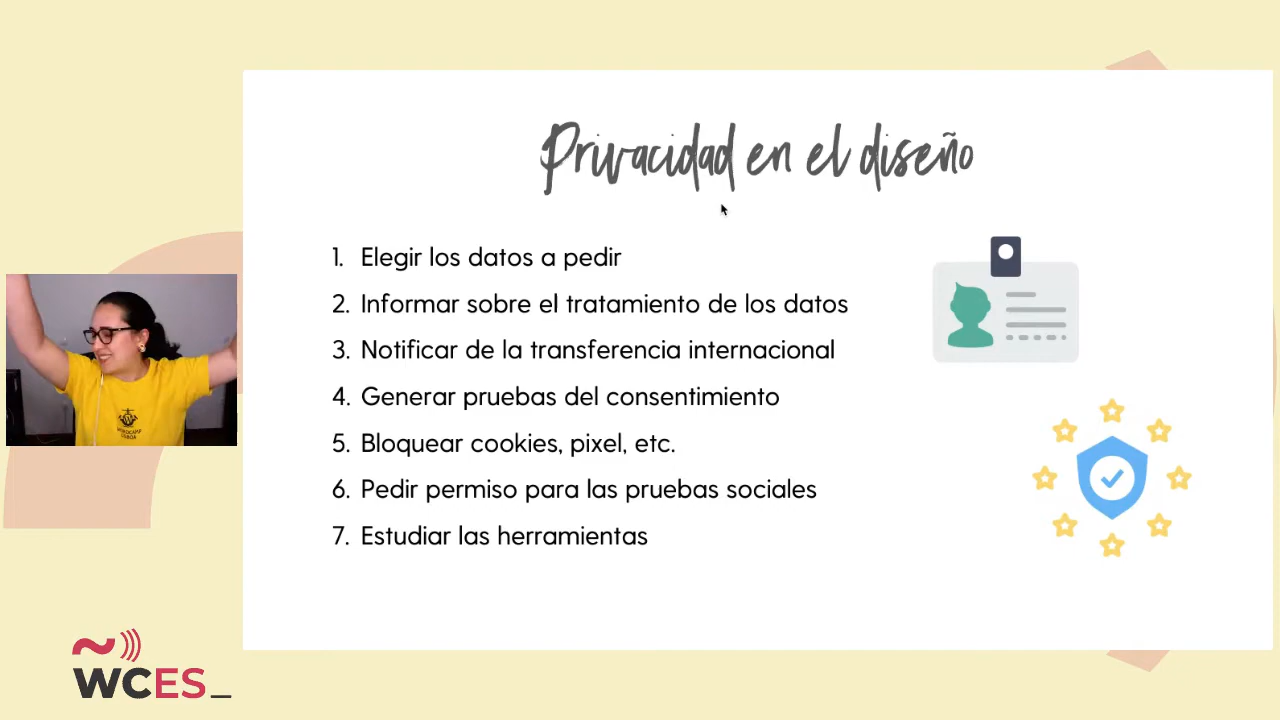 Privacidad en el diseño
1. Elegir los datos a pedir
2. Informar sobre el tratamiento de los datos
3. Notificar de la transferencia internacional
4. Generar pruebas del consentimiento
5. Bloquear cookies, pixel, etc.
6. Pedir permiso para las pruebas sociales
7. Estudiar las herramientas
WORDCAMP
LISBOA
WCES_